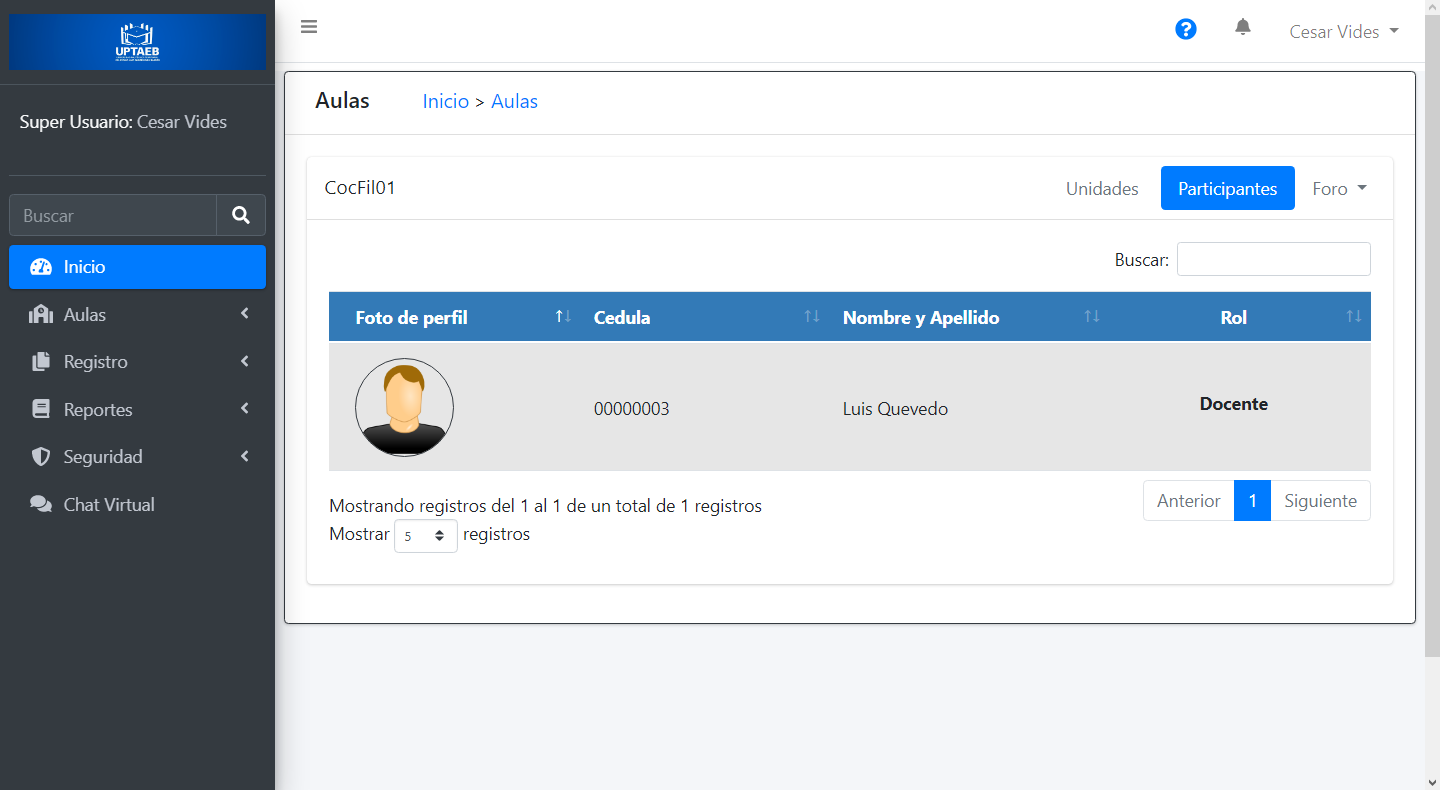 UPTAEB
Cesar Vides
Super Usuario: Cesar Vides
Buscar
Inicio
Aulas
Registro
Reportes
Seguridad
Chat Virtual
Aulas Inicio > Aulas
CocFil01 Unidades Participantes Foro
Buscar:
Foto de perfil Cedula Nombre y Apellido Rol
00000003 Luis Quevedo Docente
Mostrando registros del 1 al 1 de un total de 1 registros
Mostrar 5 registros
Anterior 1 Siguiente